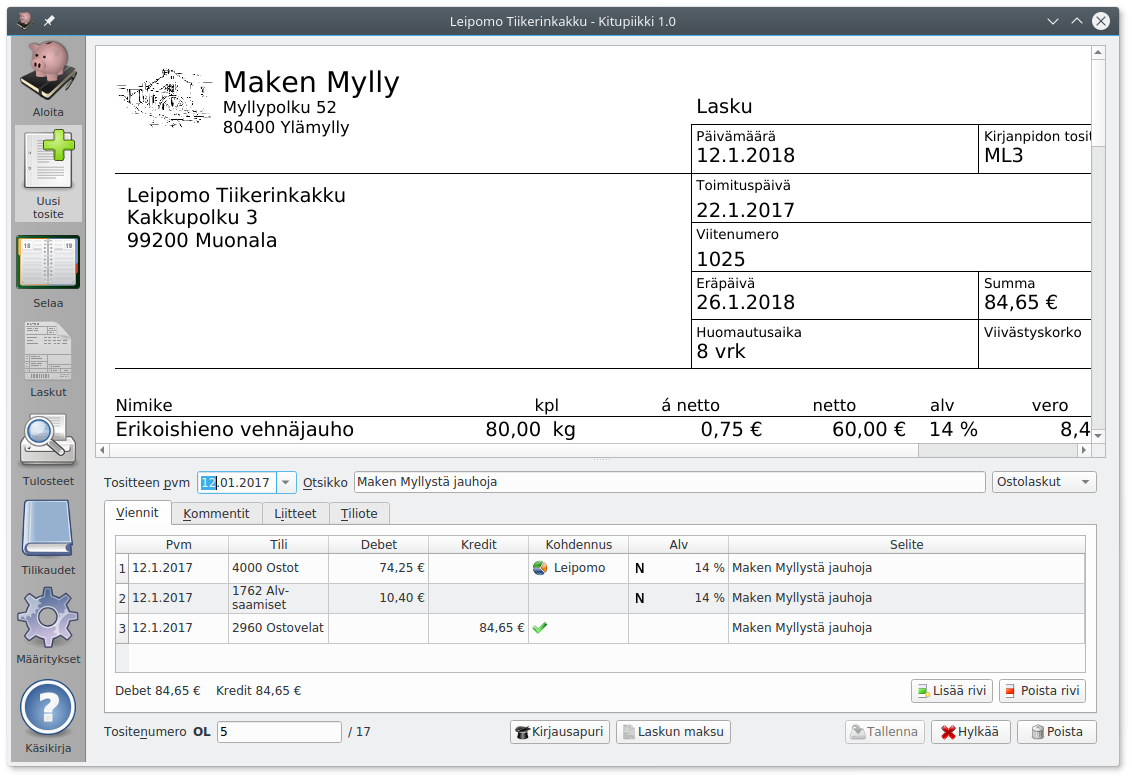 Leipomo Tiikerinkakku - Kitupiikki 1.0
Aloita
Uusi
tosite
18 19
Selaa
Laskut
Tulosteet
Tilikaudet
Määritykset
Käsikirja
Maken Mylly
Myllypolku 52
80400 Ylämylly
Lasku
Päivämäärä
12.1.2018
Kirjanpidon tosit
ML3
Leipomo Tiikerinkakku
Kakkupolku 3
99200 Muonala
Toimituspäivä
22.1.2017
Viitenumero
1025
Eräpäivä
26.1.2018
Summa
84,65 €
Huomautusaika
8 vrk
Viivästyskorko
Nimike kpl á netto netto alv vero
Erikoishieno vehnäjauho 80,00 kg 0,75 € 60,00 € 14 % 8,4
Tositteen pvm 12.01.2017 Otsikko Maken Myllystä jauhoja Ostolaskut
Viennit Kommentit Liitteet Tiliote
Pvm Tili Debet Kredit Kohdennus Alv Selite
1 12.1.2017 4000 Ostot 74,25 € Leipomo N 14 % Maken Myllystä jauhoja
2 12.1.2017 1762 Alv-
saamiset 10,40 € N 14 % Maken Myllystä jauhoja
3 12.1.2017 2960 Ostovelat 84,65 € Maken Myllystä jauhoja
Debet 84,65 € Kredit 84,65 € Lisää rivi Poista rivi
Tositenumero OL 5 / 17 Kirjausapuri Laskun maksu Tallenna Hylkää Poista